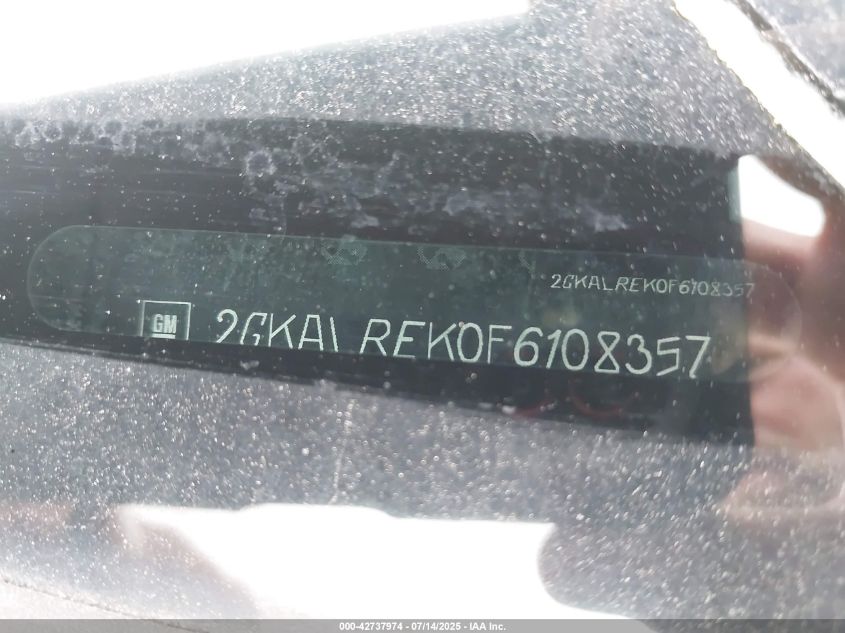 2GKALREK0F6108357
GM 2GKALREK0F6108357
000-42737974 - 07/14/2025 - IAA Inc.